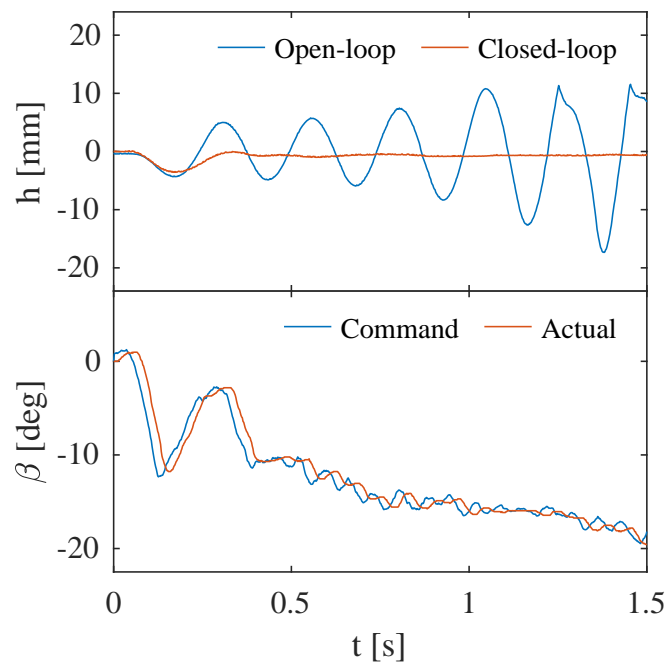 20
Open-loop Closed-loop
10
0
-10
-20
h [mm]
Command Actual
0
-10
-20
β [deg]
0 0.5 1 1.5
t [s]